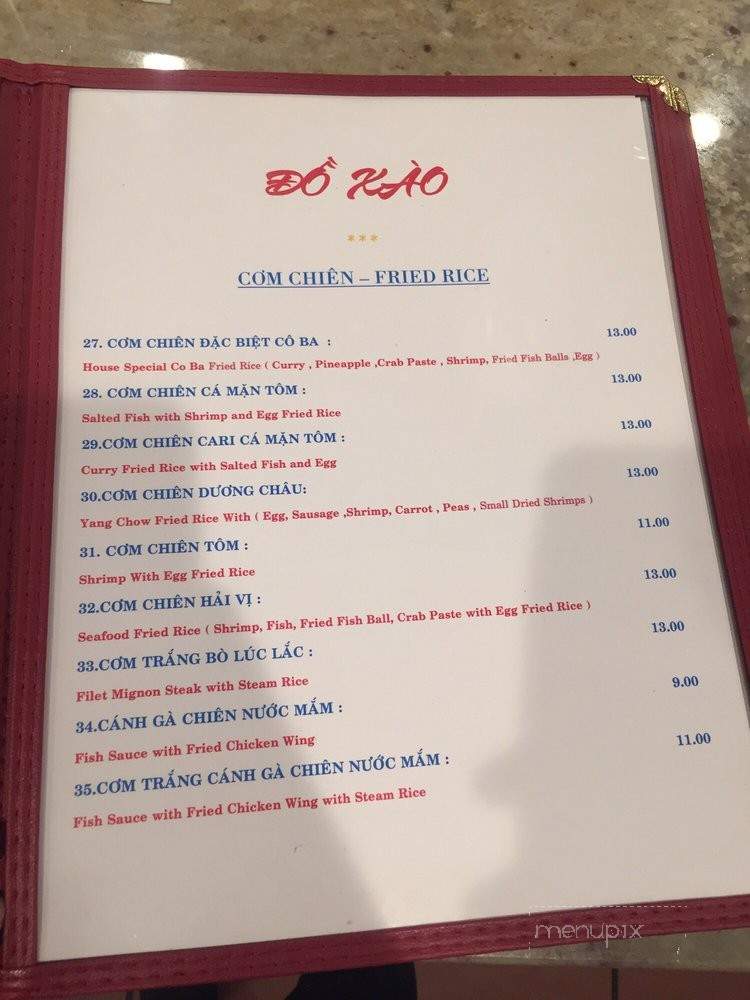 ĐỒ KÀO
***
CƠM CHIÊN – FRIED RICE
27. CƠM CHIÊN ĐẶC BIỆT CÔ BA : 13.00
House Special Co Ba Fried Rice ( Curry , Pineapple ,Crab Paste , Shrimp, Fried Fish Balls ,Egg )
28. CƠM CHIÊN CÁ MẶN TÔM : 13.00
Salted Fish with Shrimp and Egg Fried Rice
29.CƠM CHIÊN CARI CÁ MẶN TÔM : 13.00
Curry Fried Rice with Salted Fish and Egg
30.CƠM CHIÊN DƯƠNG CHÂU: 13.00
Yang Chow Fried Rice With ( Egg, Sausage ,Shrimp, Carrot , Peas , Small Dried Shrimps )
31. CƠM CHIÊN TÔM : 11.00
Shrimp With Egg Fried Rice
32.CƠM CHIÊN HẢI VỊ : 13.00
Seafood Fried Rice ( Shrimp, Fish, Fried Fish Ball, Crab Paste with Egg Fried Rice )
33.CƠM TRẮNG BÒ LÚC LẮC : 13.00
Filet Mignon Steak with Steam Rice
34.CÁNH GÀ CHIÊN NƯỚC MẮM : 9.00
Fish Sauce with Fried Chicken Wing
35.CƠM TRẮNG CÁNH GÀ CHIÊN NƯỚC MẮM : 11.00
Fish Sauce with Fried Chicken Wing with Steam Rice
menupix